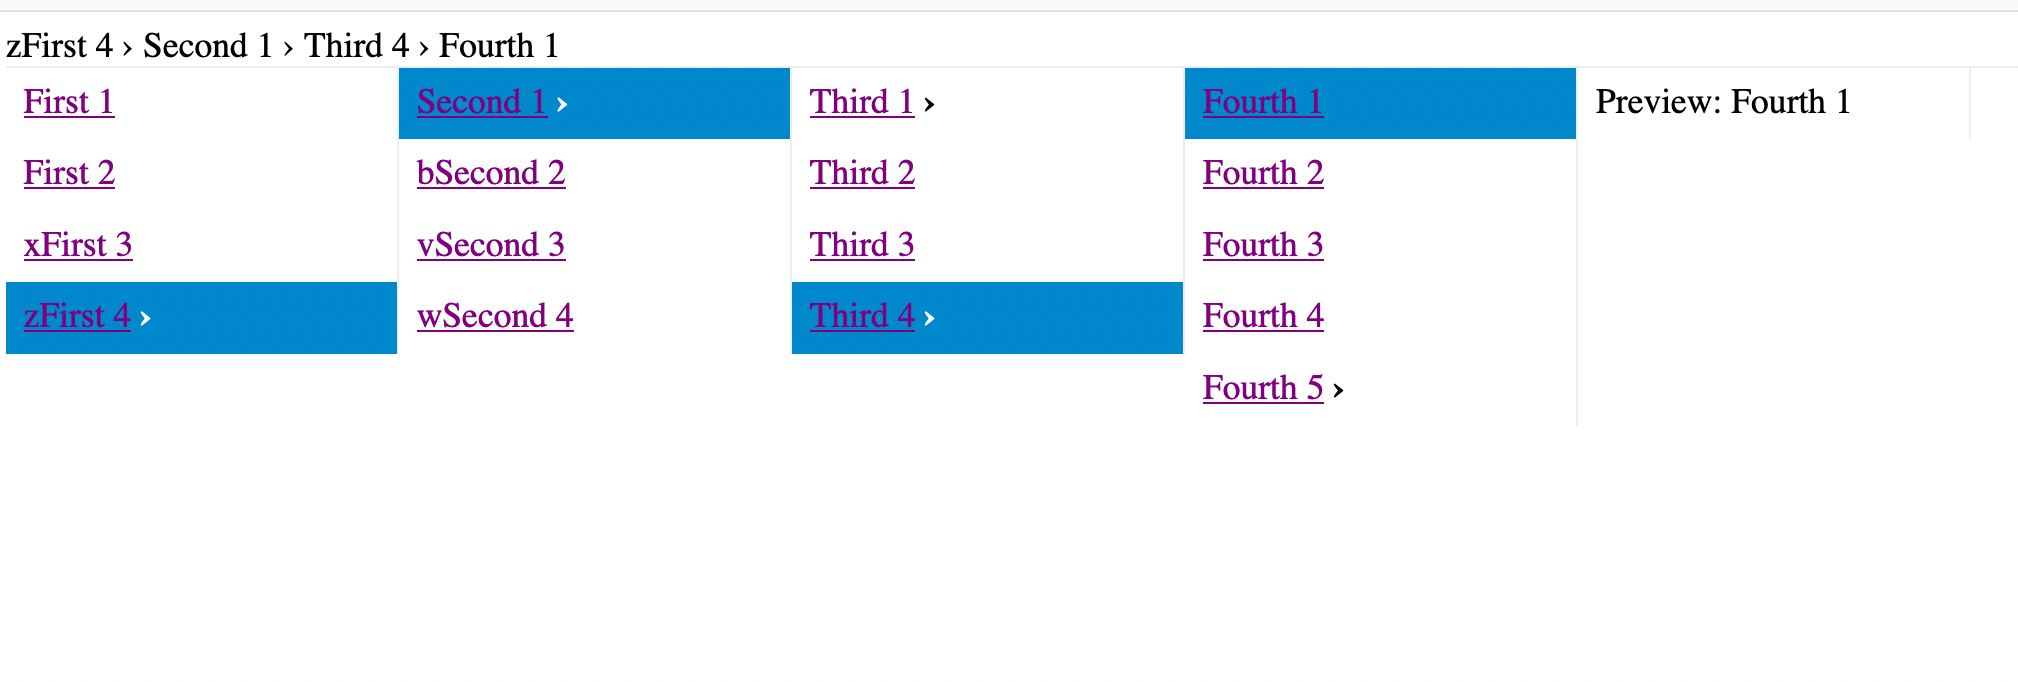 zFirst 4 › Second 1 › Third 4 › Fourth 1
First 1
First 2
xFirst 3
zFirst 4 ›
Second 1 ›
bSecond 2
vSecond 3
wSecond 4
Third 1 ›
Third 2
Third 3
Third 4 ›
Fourth 1
Fourth 2
Fourth 3
Fourth 4
Fourth 5 ›
Preview: Fourth 1